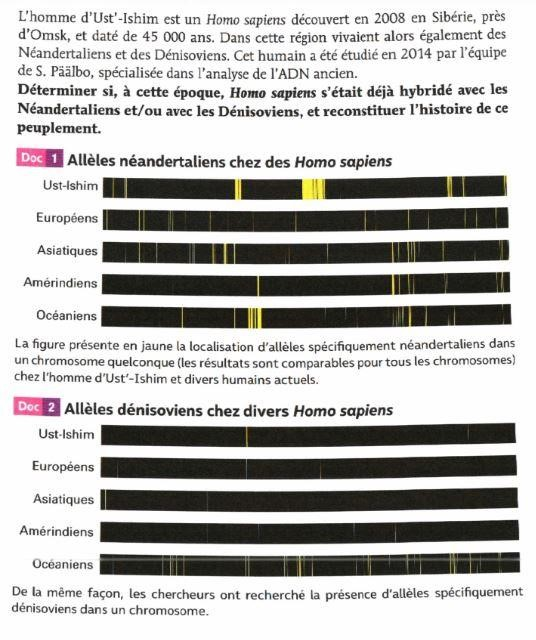 L'homme d'Ust'-Ishim est un Homo sapiens découvert en 2008 en Sibérie, près
d'Omsk, et daté de 45 000 ans. Dans cette région vivaient alors également des
Néandertaliens et des Dénisoviens. Cet humain a été étudié en 2014 par l'équipe
de S. Päälbo, spécialisée dans l'analyse de l'ADN ancien.
Déterminer si, à cette époque, Homo sapiens s'était déjà hybridé avec les
Néandertaliens et/ou avec les Dénisoviens, et reconstituer l'histoire de ce
peuplement.
Doc 1 Allèles néandertaliens chez des Homo sapiens
Ust-Ishim
Européens
Asiatiques
Amérindiens
Océaniens
La figure présente en jaune la localisation d'allèles spécifiquement néandertaliens dans
un chromosome quelconque (les résultats sont comparables pour tous les chromosomes)
chez l'homme d'Ust'-Ishim et divers humains actuels.
Doc 2 Allèles dénisoviens chez divers Homo sapiens
Ust-Ishim
Européens
Asiatiques
Amérindiens
Océaniens
De la même façon, les chercheurs ont recherché la présence d'allèles spécifiquement
dénisoviens dans un chromosome.